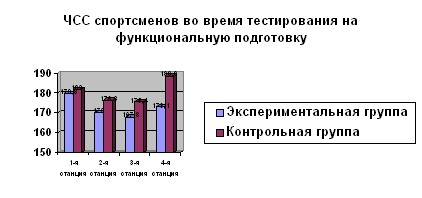 ЧСС спортсменов во время тестирования на
функциональную подготовку
190
180
170
160
150
1-я станция
2-я станция
3-я станция
4-я станция
Экспериментальная группа
Контрольная группа